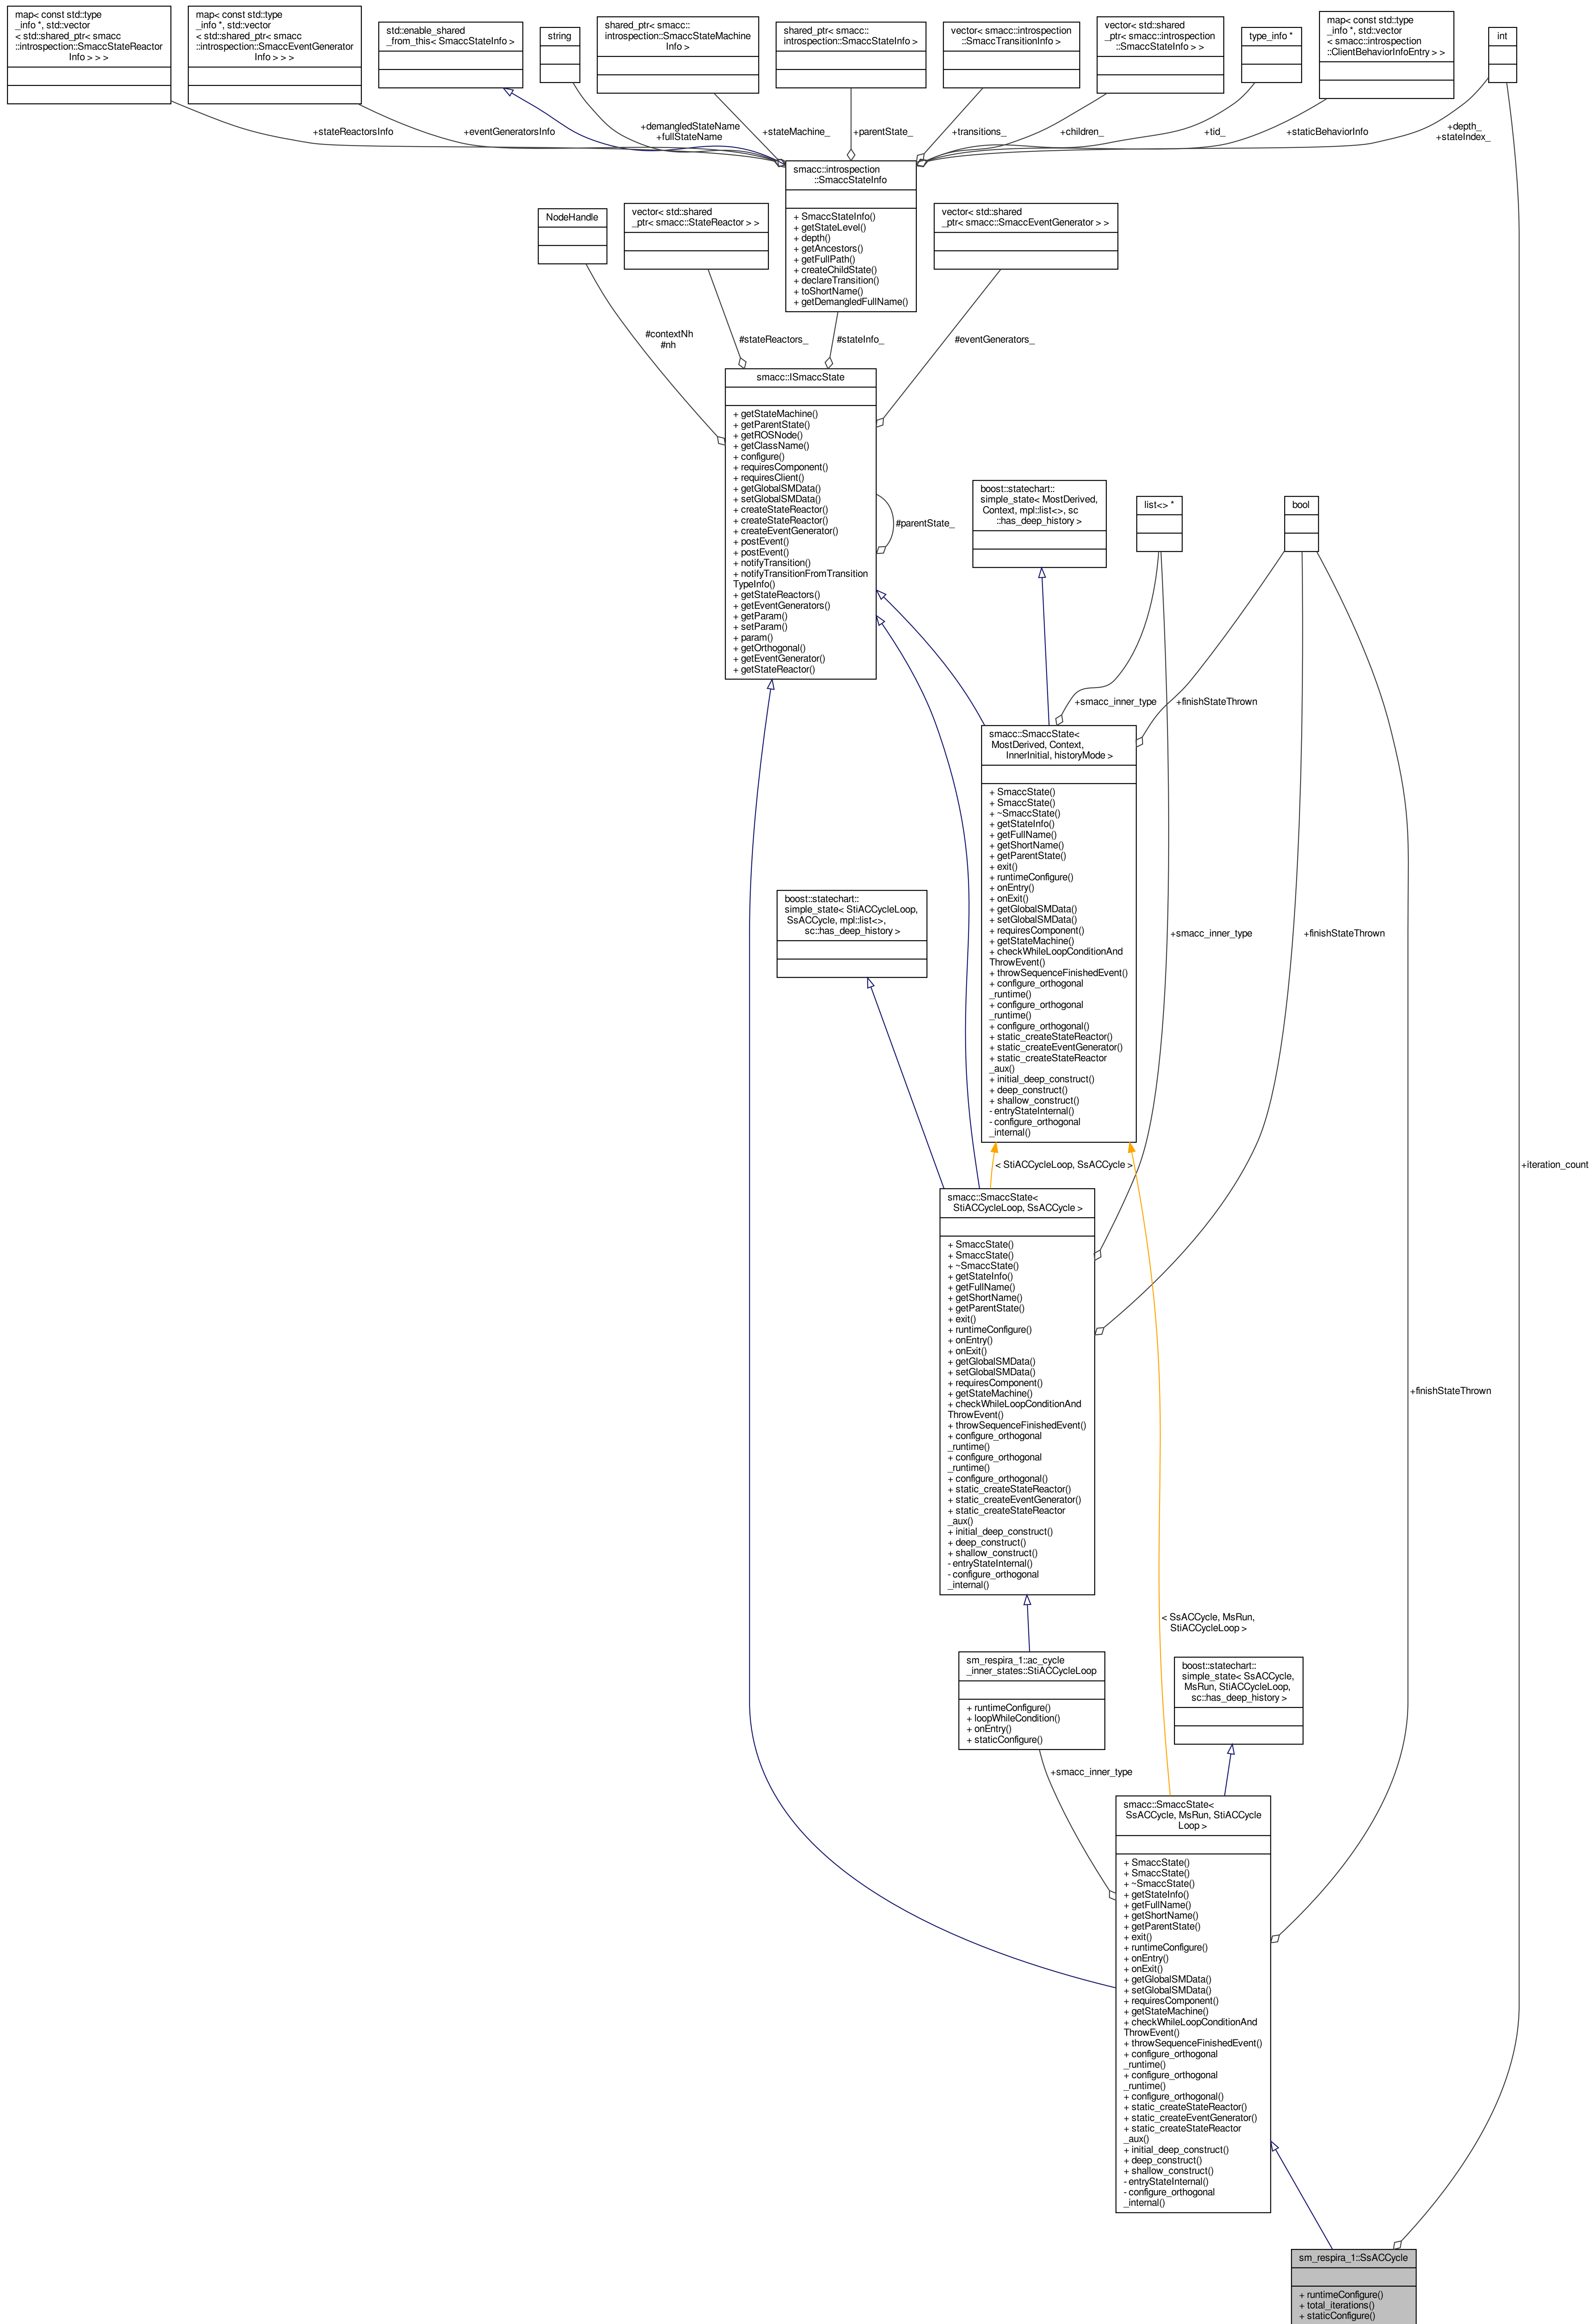 map< const std::type
_info *, std::vector
< std::shared_ptr< smacc
::introspection::SmaccStateReactor
Info > > >
map< const std::type
_info *, std::vector
< std::shared_ptr< smacc
::introspection::SmaccEventGenerator
Info > > >
std::enable_shared
_from_this< SmaccStateInfo >
string
shared_ptr< smacc::
introspection::SmaccStateMachine
Info >
shared_ptr< smacc::
introspection::SmaccStateInfo >
vector< smacc::introspection
::SmaccTransitionInfo >
vector< std::shared
_ptr< smacc::introspection
::SmaccStateInfo > >
type_info *
map< const std::type
_info *, std::vector
< smacc::introspection
::ClientBehaviorInfoEntry > >
int
+stateReactorsInfo
+eventGeneratorsInfo
+demangledStateName
+fullStateName
+stateMachine_
+parentState_
+transitions_
+children_
+tid_
+staticBehaviorInfo
+depth_
+stateIndex_
smacc::introspection
::SmaccStateInfo
+ SmaccStateInfo()
+ getStateLevel()
+ depth()
+ getAncestors()
+ getFullPath()
+ createChildState()
+ declareTransition()
+ toShortName()
+ getDemangledFullName()
NodeHandle
vector< std::shared
_ptr< smacc::StateReactor > >
vector< std::shared
_ptr< smacc::SmaccEventGenerator > >
#contextNh
#nh
#stateReactors_
#stateInfo_
#eventGenerators_
smacc::ISmaccState
+ getStateMachine()
+ getParentState()
+ getROSNode()
+ getClassName()
+ configure()
+ requiresComponent()
+ requiresClient()
+ getGlobalSMData()
+ setGlobalSMData()
+ createStateReactor()
+ createStateReactor()
+ createEventGenerator()
+ postEvent()
+ postEvent()
+ notifyTransition()
+ notifyTransitionFromTransition
TypeInfo()
+ getStateReactors()
+ getEventGenerators()
+ getParam()
+ setParam()
+ param()
+ getOrthogonal()
+ getEventGenerator()
+ getStateReactor()
#parentState_
boost::statechart::
simple_state< MostDerived,
Context, mpl::list<>, sc
::has_deep_history >
list<> *
bool
+smacc_inner_type
+finishStateThrown
smacc::SmaccState<
MostDerived, Context,
InnerInitial, historyMode >
+ SmaccState()
+ SmaccState()
+ ~SmaccState()
+ getStateInfo()
+ getFullName()
+ getShortName()
+ getParentState()
+ exit()
+ runtimeConfigure()
+ onEntry()
+ onExit()
+ getGlobalSMData()
+ setGlobalSMData()
+ requiresComponent()
+ getStateMachine()
+ checkWhileLoopConditionAnd
ThrowEvent()
+ throwSequenceFinishedEvent()
+ configure_orthogonal
_runtime()
+ configure_orthogonal
_runtime()
+ configure_orthogonal()
+ static_createStateReactor()
+ static_createEventGenerator()
+ static_createStateReactor
_aux()
+ initial_deep_construct()
+ deep_construct()
+ shallow_construct()
- entryStateInternal()
- configure_orthogonal
_internal()
boost::statechart::
simple_state< StiACCycleLoop,
SsACCycle, mpl::list<>,
sc::has_deep_history >
+smacc_inner_type
+finishStateThrown
< StiACCycleLoop, SsACCycle >
+iteration_count
smacc::SmaccState<
StiACCycleLoop, SsACCycle >
+ SmaccState()
+ SmaccState()
+ ~SmaccState()
+ getStateInfo()
+ getFullName()
+ getShortName()
+ getParentState()
+ exit()
+ runtimeConfigure()
+ onEntry()
+ onExit()
+ getGlobalSMData()
+ setGlobalSMData()
+ requiresComponent()
+ getStateMachine()
+ checkWhileLoopConditionAnd
ThrowEvent()
+ throwSequenceFinishedEvent()
+ configure_orthogonal
_runtime()
+ configure_orthogonal
_runtime()
+ configure_orthogonal()
+ static_createStateReactor()
+ static_createEventGenerator()
+ static_createStateReactor
_aux()
+ initial_deep_construct()
+ deep_construct()
+ shallow_construct()
- entryStateInternal()
- configure_orthogonal
_internal()
+finishStateThrown
< SsACCycle, MsRun,
StiACCycleLoop >
sm_respira_1::ac_cycle
_inner_states::StiACCycleLoop
+ runtimeConfigure()
+ loopWhileCondition()
+ onEntry()
+ staticConfigure()
boost::statechart::
simple_state< SsACCycle,
MsRun, StiACCycleLoop,
sc::has_deep_history >
+smacc_inner_type
smacc::SmaccState<
SsACCycle, MsRun, StiACCycle
Loop >
+ SmaccState()
+ SmaccState()
+ ~SmaccState()
+ getStateInfo()
+ getFullName()
+ getShortName()
+ getParentState()
+ exit()
+ runtimeConfigure()
+ onEntry()
+ onExit()
+ getGlobalSMData()
+ setGlobalSMData()
+ requiresComponent()
+ getStateMachine()
+ checkWhileLoopConditionAnd
ThrowEvent()
+ throwSequenceFinishedEvent()
+ configure_orthogonal
_runtime()
+ configure_orthogonal
_runtime()
+ configure_orthogonal()
+ static_createStateReactor()
+ static_createEventGenerator()
+ static_createStateReactor
_aux()
+ initial_deep_construct()
+ deep_construct()
+ shallow_construct()
- entryStateInternal()
- configure_orthogonal
_internal()
sm_respira_1::SsACCycle
+ runtimeConfigure()
+ total_iterations()
+ staticConfigure()